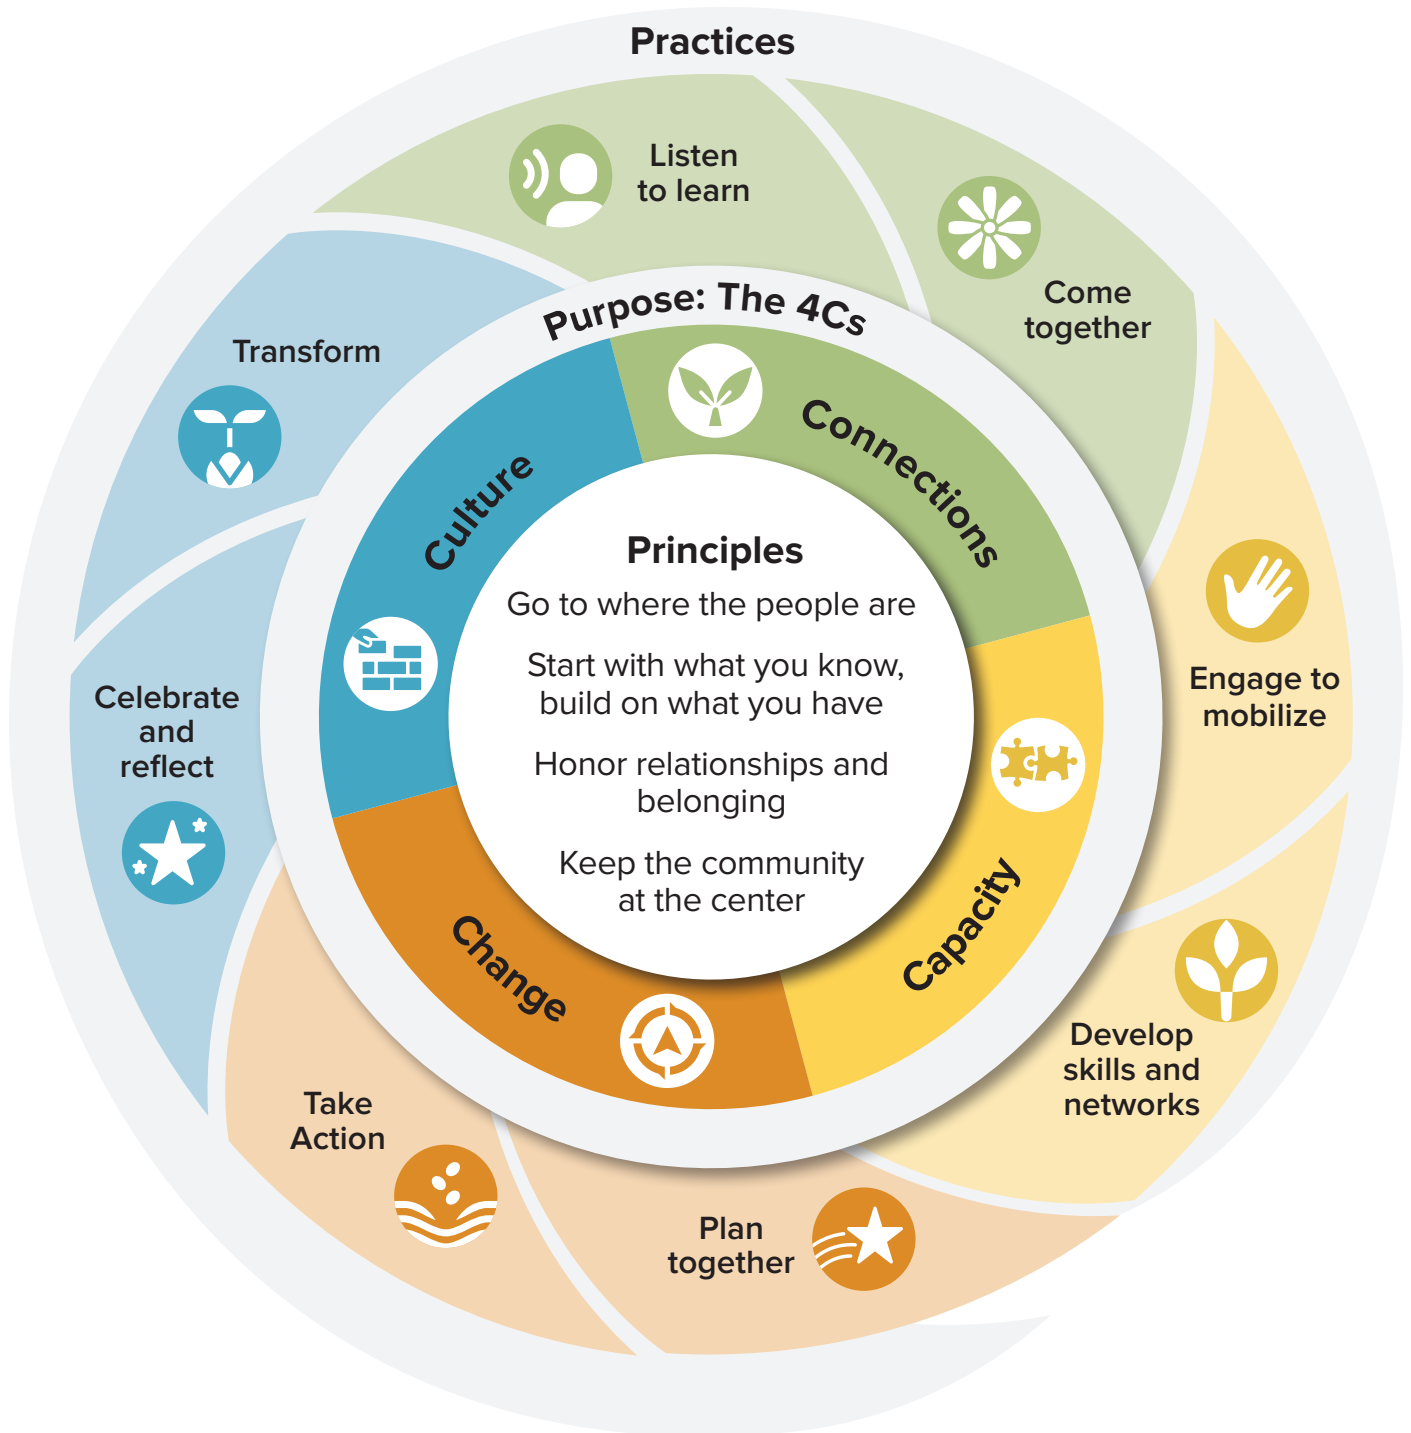 Practices
Listen
to learn
Come
together
Engage to
mobilize
Develop
skills and
networks
Plan
together
Take
Action
Celebrate
and
reflect
Transform
Purpose: The 4Cs
Connections
Capacity
Change
Culture
Principles
Go to where the people are
Start with what you know,
build on what you have
Honor relationships and
belonging
Keep the community
at the center